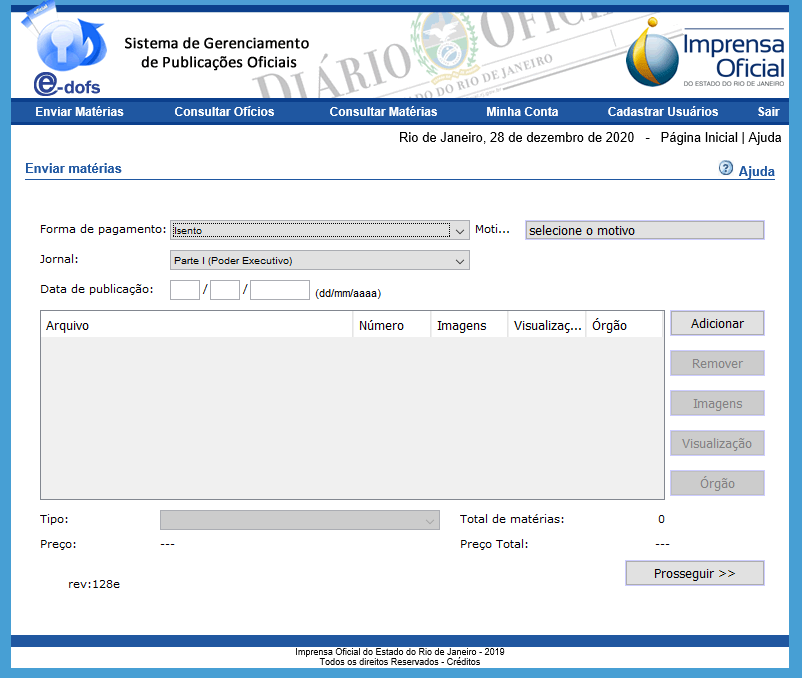 oficial
e-dofs
Sistema de Gerenciamento
de Publicações Oficiais
DIÁRIO OFIC
DO RIO DE JANEIRO
Imprensa
Oficial
DO ESTADO DO RIO DE JANEIRO
Enviar Matérias Consultar Ofícios Consultar Matérias Minha Conta Cadastrar Usuários Sair
Rio de Janeiro, 28 de dezembro de 2020 - Página Inicial | Ajuda
Enviar matérias ? Ajuda
Forma de pagamento: Isento Moti... selecione o motivo
Jornal: Parte I (Poder Executivo)
Data de publicação: / / (dd/mm/aaaa)
Arquivo Número Imagens Visualizaç... Órgão Adicionar
Remover
Imagens
Visualização
Órgão
Tipo: Total de matérias: 0
Preço: --- Preço Total: ---
Prosseguir >>
rev:128e
Imprensa Oficial do Estado do Rio de Janeiro - 2019
Todos os direitos Reservados - Créditos